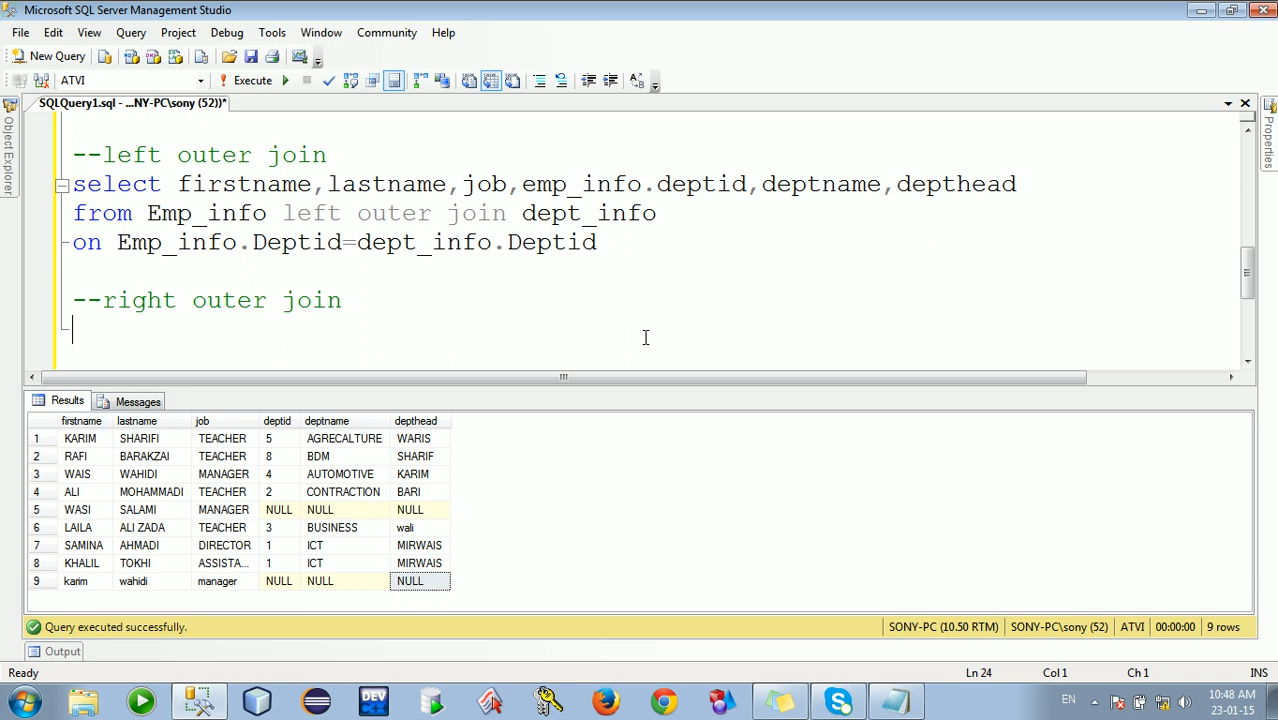 Microsoft SQL Server Management Studio
File Edit View Query Project Debug Tools Window Community Help
New Query
ATVI Execute
SQLQuery1.sql - ...NY-PC\sony (52))*
Object Explorer
Properties
--left outer join
select firstname,lastname,job,emp_info.deptid,deptname,depthead
from Emp_info left outer join dept_info
on Emp_info.Deptid=dept_info.Deptid
--right outer join
Results Messages
firstname lastname job deptid deptname depthead
1 KARIM SHARIFI TEACHER 5 AGRECALTURE WARIS
2 RAFI BARAKZAI TEACHER 8 BDM SHARIF
3 WAIS WAHIDI MANAGER 4 AUTOMOTIVE KARIM
4 ALI MOHAMMADI TEACHER 2 CONTRACTION BARI
5 WASI SALAMI MANAGER NULL NULL NULL
6 LAILA ALI ZADA TEACHER 3 BUSINESS wali
7 SAMINA AHMADI DIRECTOR 1 ICT MIRWAIS
8 KHALIL TOKHI ASSISTA... 1 ICT MIRWAIS
9 karim wahidi manager NULL NULL NULL
Query executed successfully. SONY-PC (10.50 RTM) SONY-PC\sony (52) ATVI 00:00:00 9 rows
Output
Ready Ln 24 Col 1 Ch 1 INS
DEV
EN
10:48 AM
23-01-15